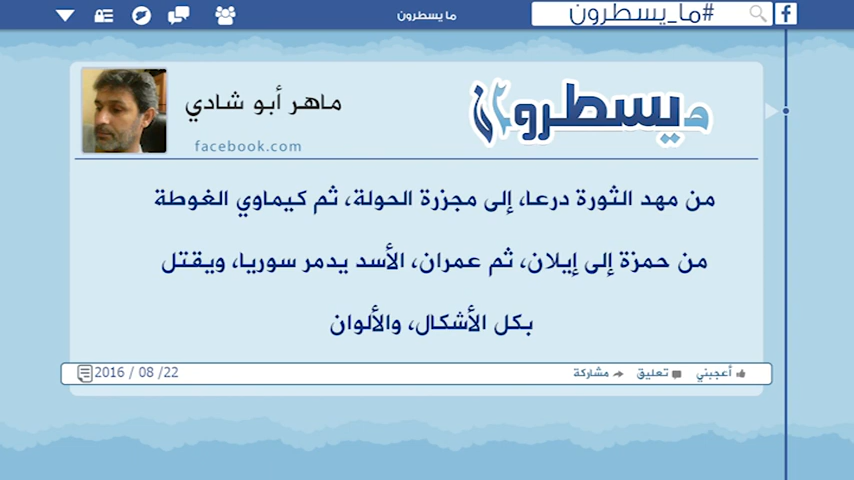 ما يسطرون
#ما_يسطرون
ماهر أبو شادي
ما يسطرون
facebook.com
من مهد الثورة درعا، إلى مجزرة الحولة، ثم كيماوي الغوطة
من حمزة إلى إيلان، ثم عمران، الأسد يدمر سوريا، ويقتل
بكل الأشكال، والألوان
أعجبني تعليق مشاركة
2016 / 08 /22